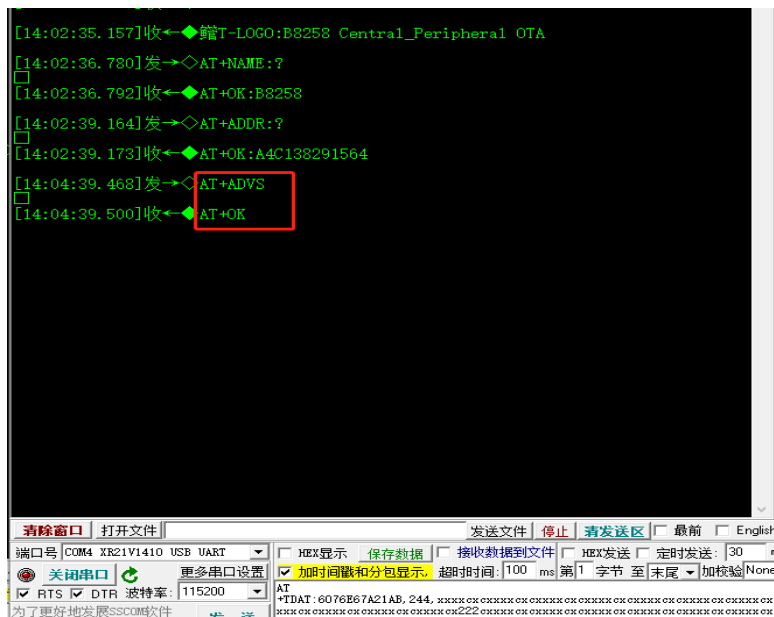 [14:02:35.157]收←◆鳛T-LOGO:B8258 Central_Peripheral OTA
[14:02:36.780]发→◇AT+NAME:?
[14:02:36.792]收←◆AT+OK:B8258
[14:02:39.164]发→◇AT+ADDR:?
[14:02:39.173]收←◆AT+OK:A4C138291564
[14:04:39.468]发→◇AT+ADVS
[14:04:39.500]收←◆AT+OK
清除窗口 打开文件 发送文件 停止 清发送区 最前 English
端口号 COM4 XR21V1410 USB UART HEX显示 保存数据 接收数据到文件 HEX发送 定时发送: 30
关闭串口 更多串口设置 加时间戳和分包显示, 超时时间: 100 ms 第1 字节 至 末尾 加校验 None
RTS DTR 波特率: 115200 AT
+TDAT:6076E67A21AB,244,
为了更好地发展SSCOM软件 发 送